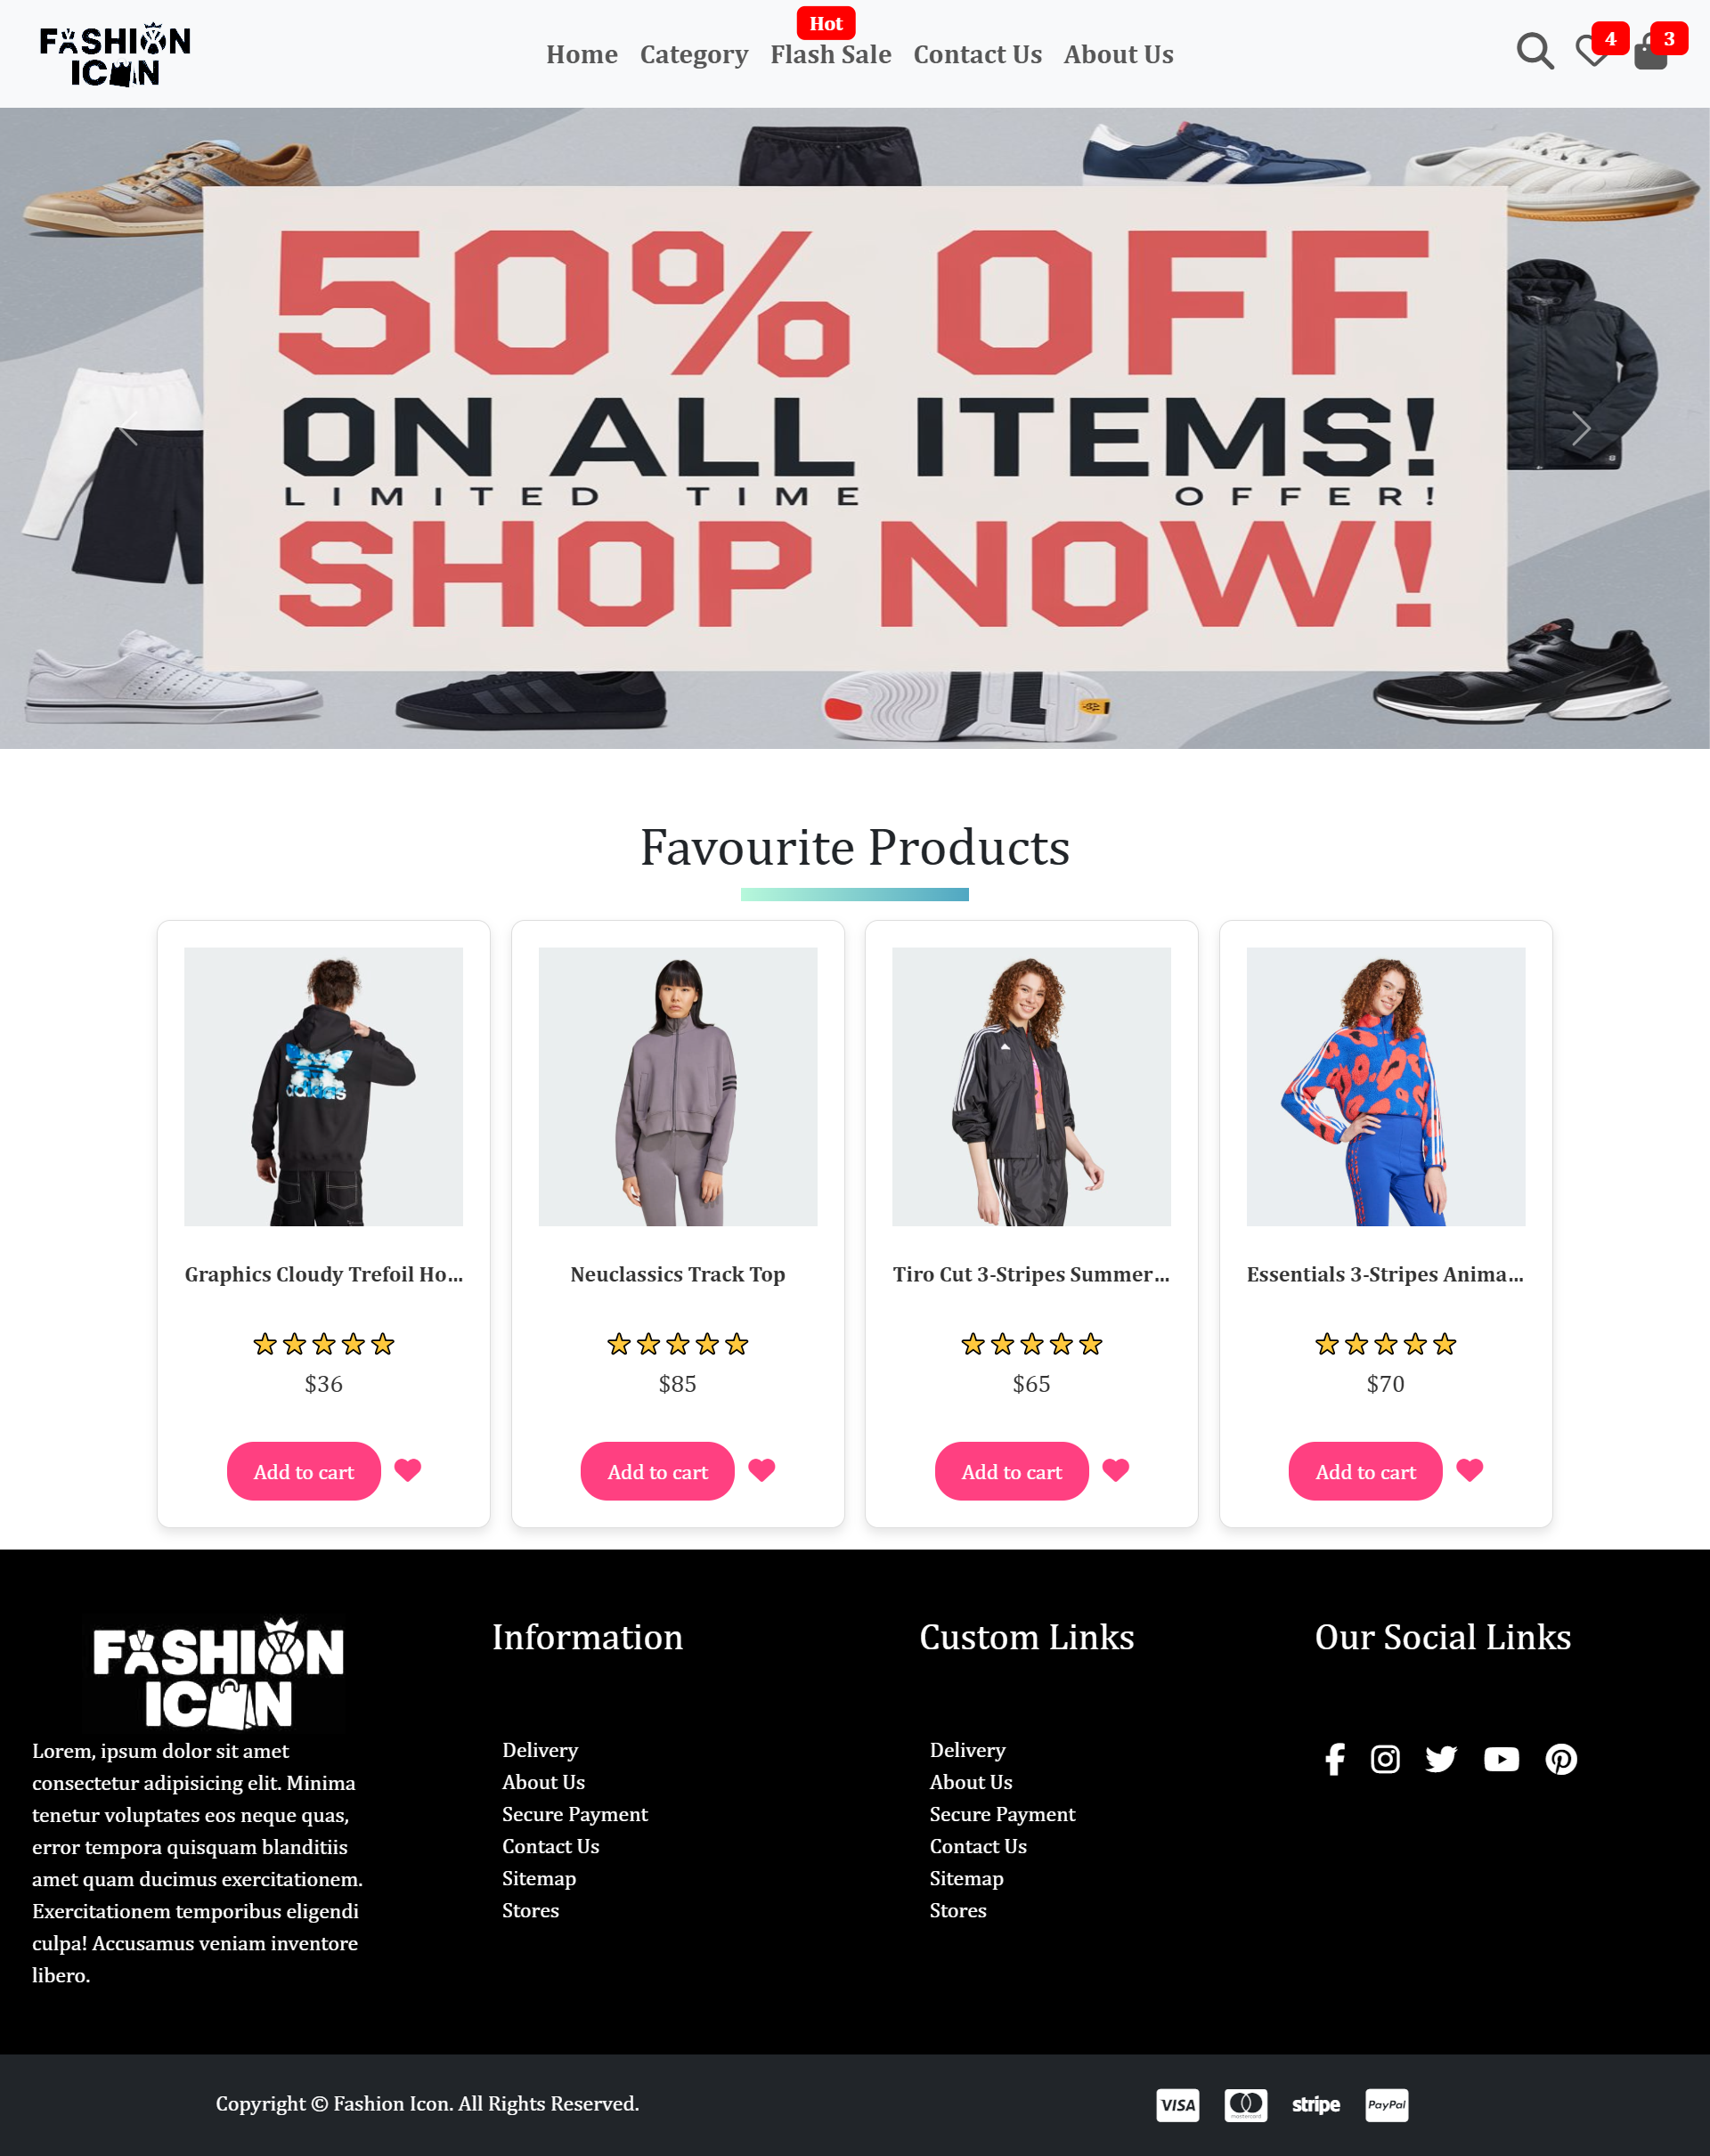 FASHION
ICON
Hot
Home Category Flash Sale Contact Us About Us
4
3
50% OFF
ON ALL ITEMS!
LIMITED TIME OFFER!
SHOP NOW!
Favourite Products
adidas
Graphics Cloudy Trefoil Ho...
$36
Add to cart
Neuclassics Track Top
$85
Add to cart
Tiro Cut 3-Stripes Summer...
$65
Add to cart
Essentials 3-Stripes Anima...
$70
Add to cart
FASHION
ICON
Lorem, ipsum dolor sit amet
consectetur adipisicing elit. Minima
tenetur voluptates eos neque quas,
error tempora quisquam blanditiis
amet quam ducimus exercitationem.
Exercitationem temporibus eligendi
culpa! Accusamus veniam inventore
libero.
Information
Delivery
About Us
Secure Payment
Contact Us
Sitemap
Stores
Custom Links
Delivery
About Us
Secure Payment
Contact Us
Sitemap
Stores
Our Social Links
Copyright © Fashion Icon. All Rights Reserved.
VISA
mastercard
stripe
PayPal